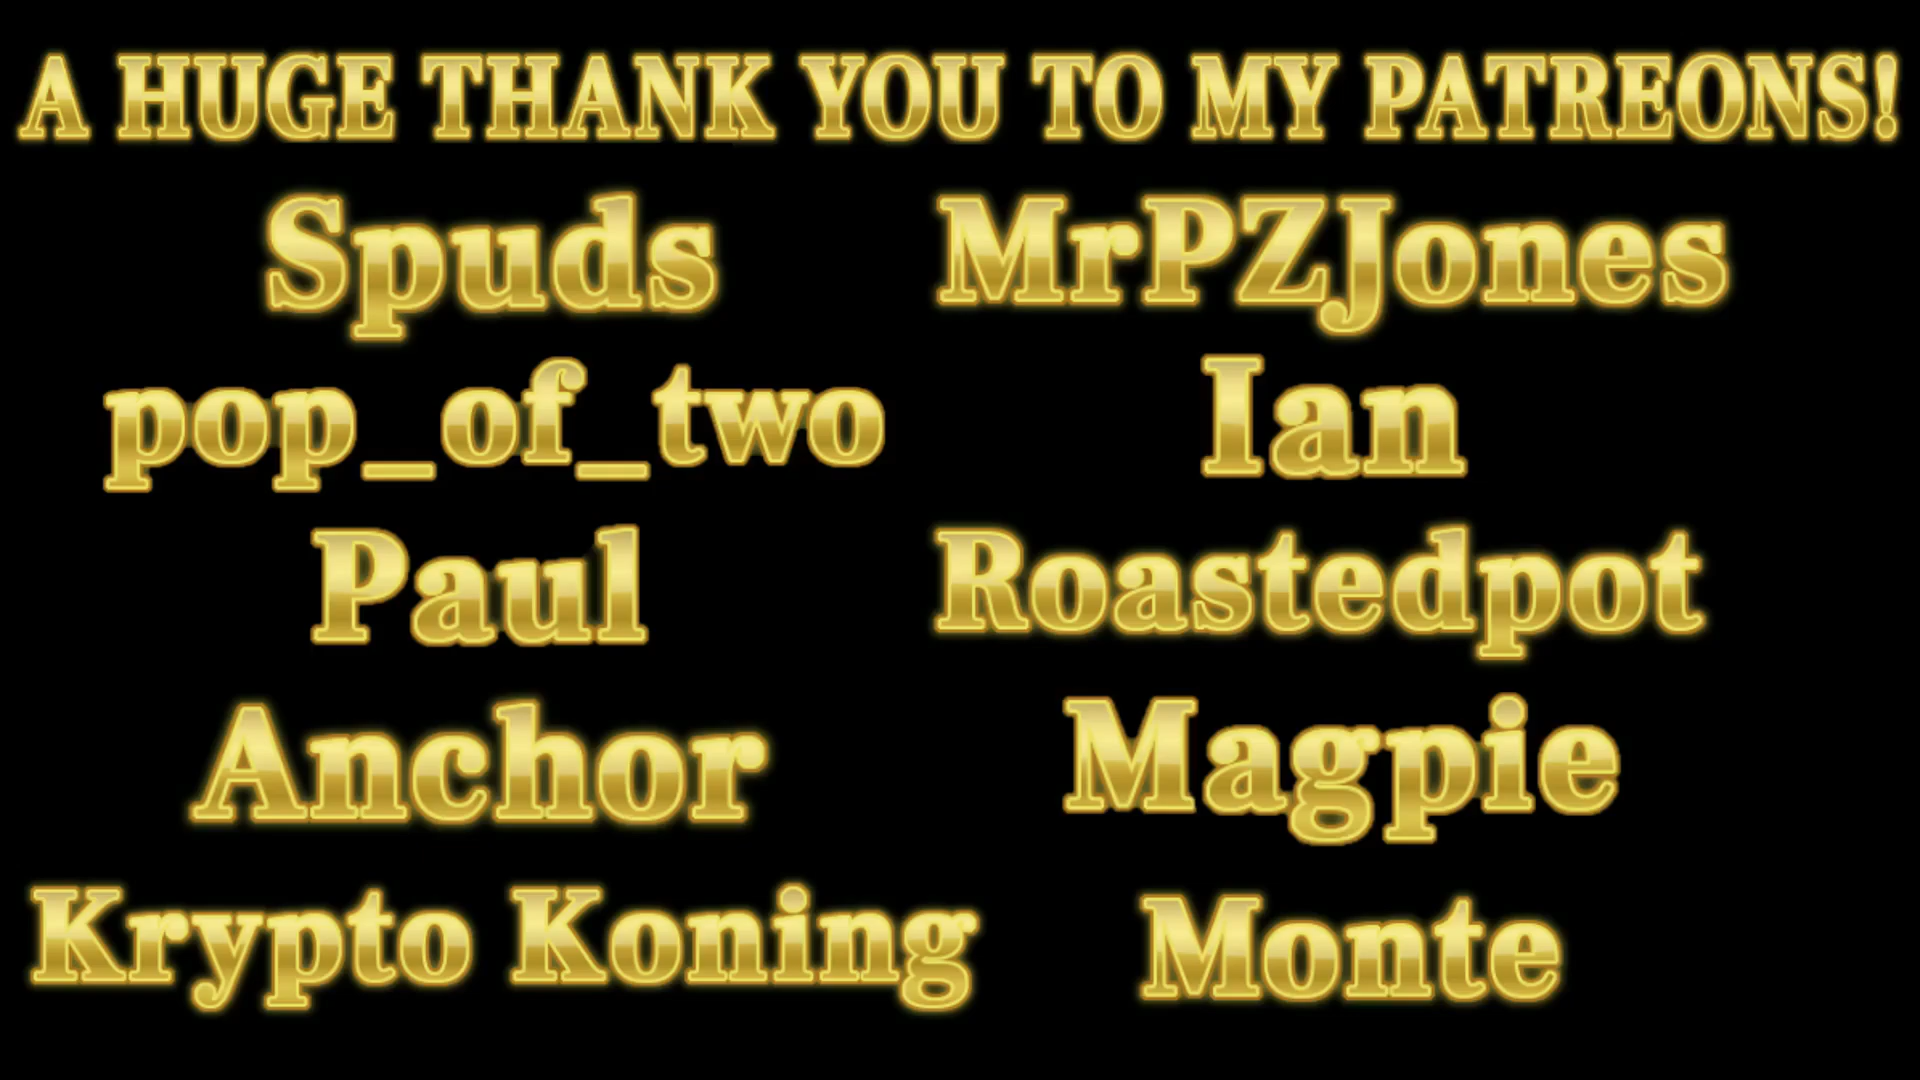 A HUGE THANK YOU TO MY PATREONS!
Spuds MrPZJones
pop_of_two Ian
Paul Roastedpot
Anchor Magpie
Krypto Koning Monte